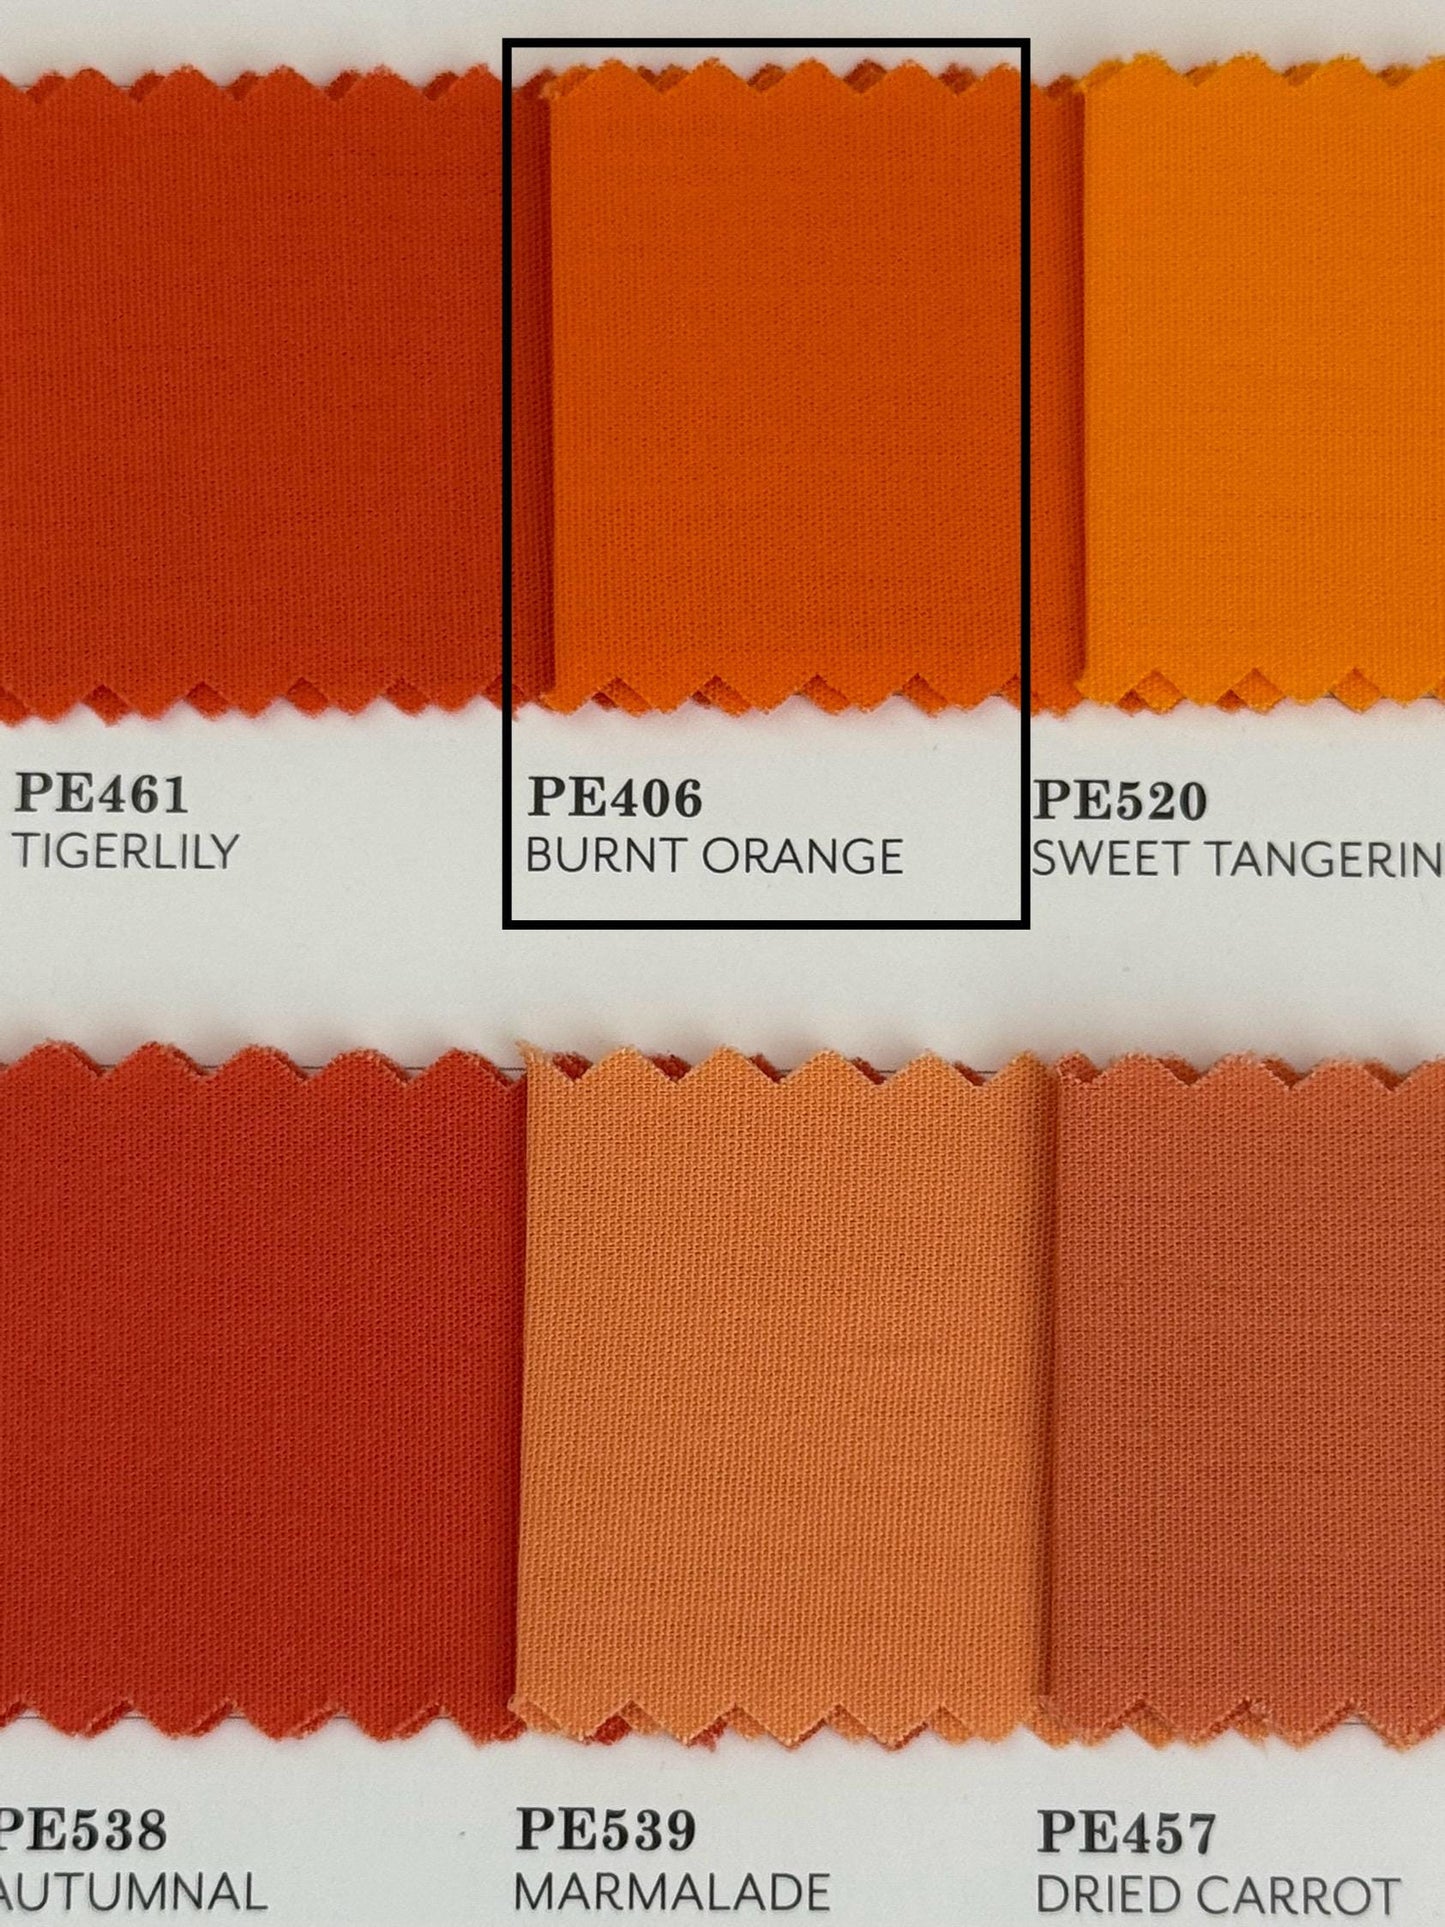 PE461
TIGERLILY
PE406
BURNT ORANGE
PE520
SWEET TANGERIN
PE538
AUTUMNAL
PE539
MARMALADE
PE457
DRIED CARROT